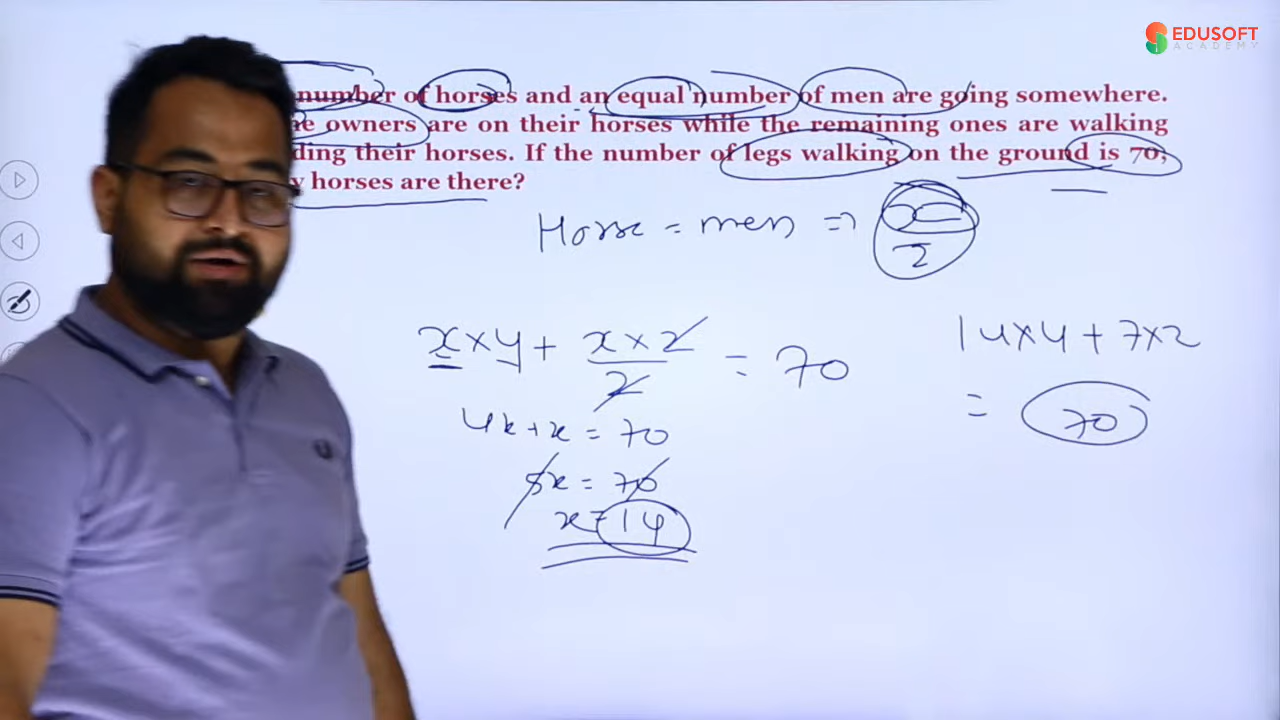 EDUSOFT
ACADEMY
number of horses and an equal number of men are going somewhere.
owners are on their horses while the remaining ones are walking
their horses. If the number of legs walking on the ground is 70,
horses are there?
Horse = men => x/2
x×4 + x×2/2 = 70
4x+x = 70
5x = 70
x=14
14×4 + 7×2
= 70